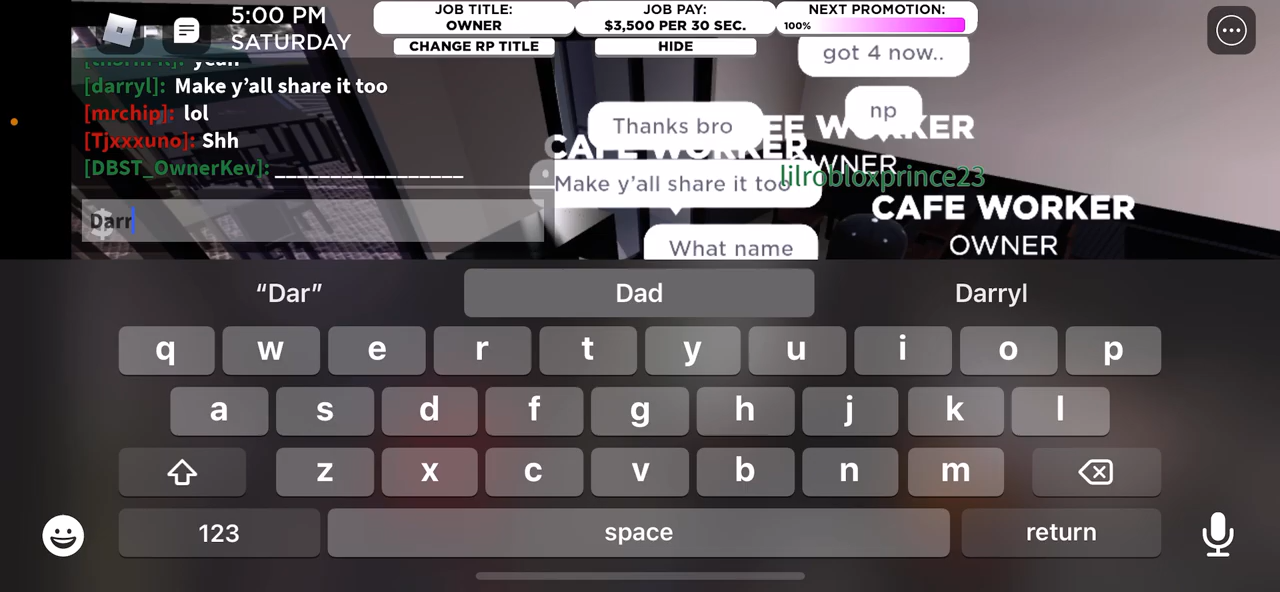 5:00 PM
SATURDAY
JOB TITLE:
OWNER
CHANGE RP TITLE
JOB PAY:
$3,500 PER 30 SEC.
HIDE
NEXT PROMOTION:
100%
[darryl]: Make y’all share it too
[mrchip]: lol
[Tjxxxuno]: Shh
[DBST_OwnerKev]: _________________
Darr
got 4 now..
np
Thanks bro
CAFE WORKER
OWNER
Make y’all share it too
lilrobloxprince23
CAFE WORKER
OWNER
What name
“Dar” Dad Darryl
q w e r t y u i o p
a s d f g h j k l
z x c v b n m
123 space return